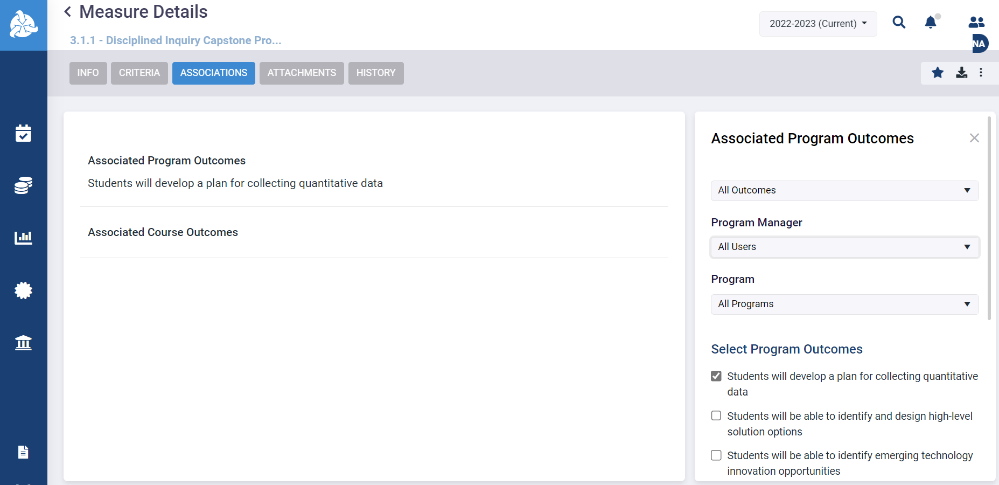 Measure Details
3.1.1 - Disciplined Inquiry Capstone Pro...
2022-2023 (Current)
NA
INFO
CRITERIA
ASSOCIATIONS
ATTACHMENTS
HISTORY
Associated Program Outcomes
Students will develop a plan for collecting quantitative data
Associated Course Outcomes
Associated Program Outcomes
All Outcomes
Program Manager
All Users
Program
All Programs
Select Program Outcomes
Students will develop a plan for collecting quantitative
data
Students will be able to identify and design high-level
solution options
Students will be able to identify emerging technology
innovation opportunities